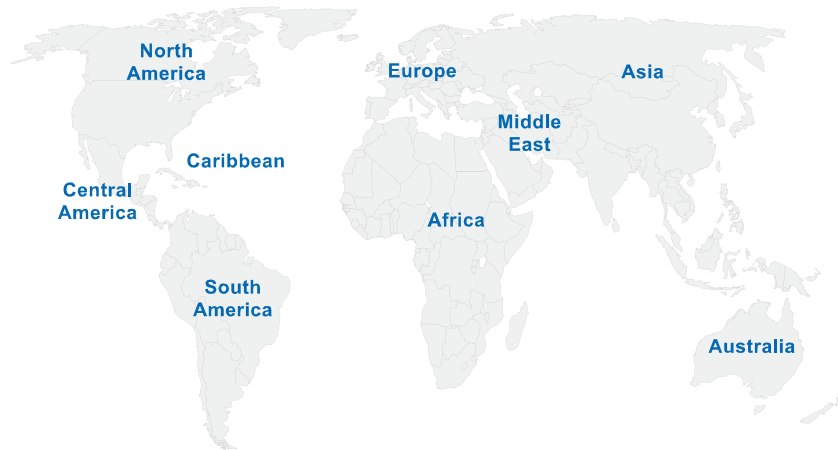 North
America
Europe
Asia
Middle
East
Caribbean
Central
America
Africa
South
America
Australia